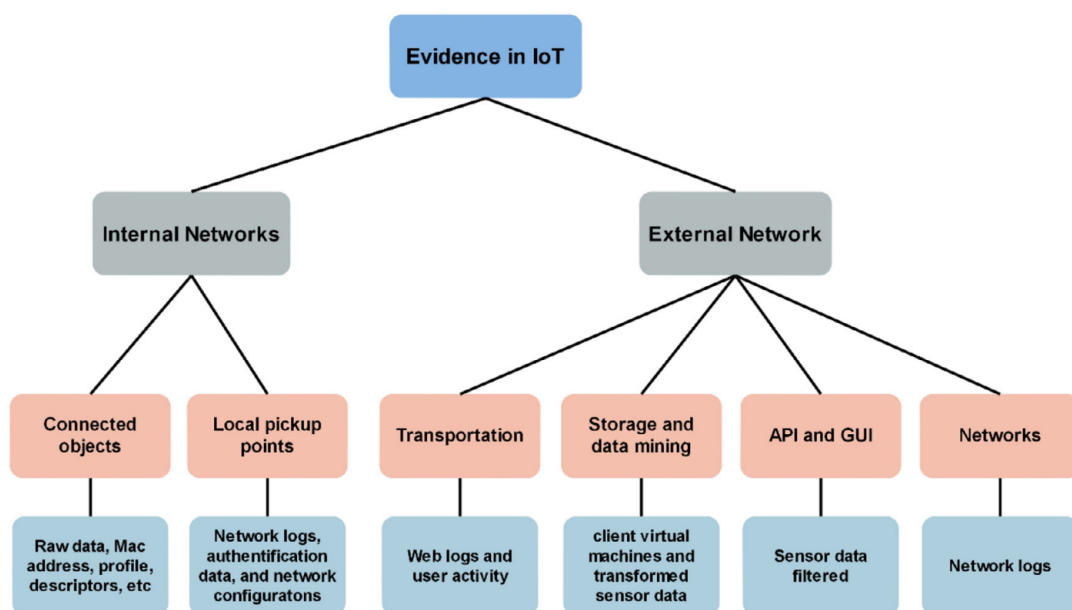 Evidence in IoT
Internal Networks
External Network
Connected
objects
Local pickup
points
Transportation
Storage and
data mining
API and GUI
Networks
Raw data, Mac
address, profile,
descriptors, etc
Network logs,
authentification
data, and network
configuratons
Web logs and
user activity
client virtual
machines and
transformed
sensor data
Sensor data
filtered
Network logs